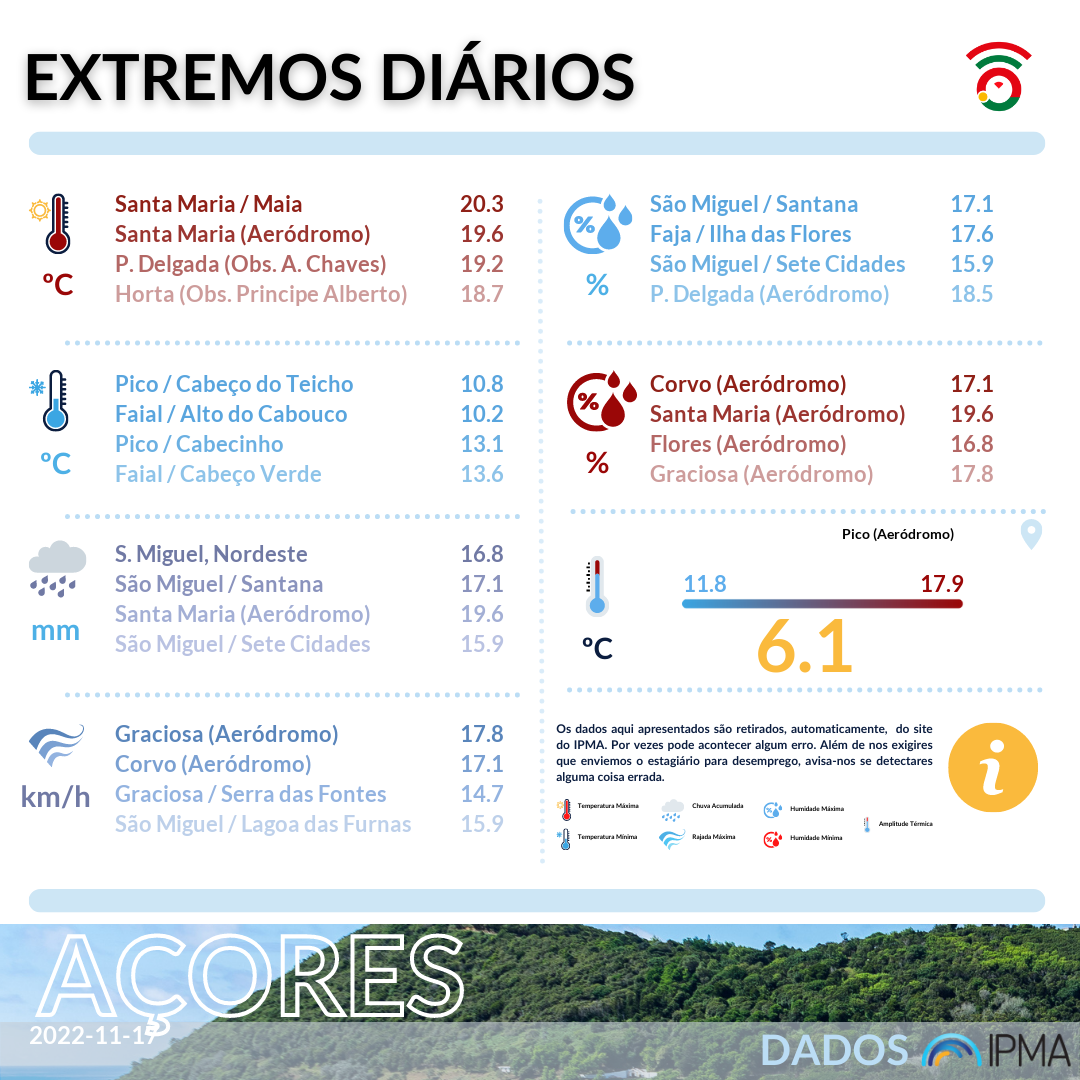 EXTREMOS DIÁRIOS
Santa Maria / Maia 20.3
Santa Maria (Aeródromo) 19.6
P. Delgada (Obs. A. Chaves) 19.2
Horta (Obs. Principe Alberto) 18.7
ºC
Pico / Cabeço do Teicho 10.8
Faial / Alto do Cabouco 10.2
Pico / Cabecinho 13.1
Faial / Cabeço Verde 13.6
ºC
S. Miguel, Nordeste 16.8
São Miguel / Santana 17.1
Santa Maria (Aeródromo) 19.6
São Miguel / Sete Cidades 15.9
mm
Graciosa (Aeródromo) 17.8
Corvo (Aeródromo) 17.1
Graciosa / Serra das Fontes 14.7
São Miguel / Lagoa das Furnas 15.9
km/h
%
São Miguel / Santana 17.1
Faja / Ilha das Flores 17.6
São Miguel / Sete Cidades 15.9
P. Delgada (Aeródromo) 18.5
%
%
Corvo (Aeródromo) 17.1
Santa Maria (Aeródromo) 19.6
Flores (Aeródromo) 16.8
Graciosa (Aeródromo) 17.8
%
Pico (Aeródromo)
11.8 17.9
6.1
ºC
Os dados aqui apresentados são retirados, automaticamente, do site
do IPMA. Por vezes pode acontecer algum erro. Além de nos exigires
que enviemos o estagiário para desemprego, avisa-nos se detectares
alguma coisa errada.
i
Temperatura Máxima
Chuva Acumulada
Humidade Máxima
Amplitude Térmica
Temperatura Mínima
Rajada Máxima
Humidade Mínima
AÇORES
2022-11-17
DADOS IPMA